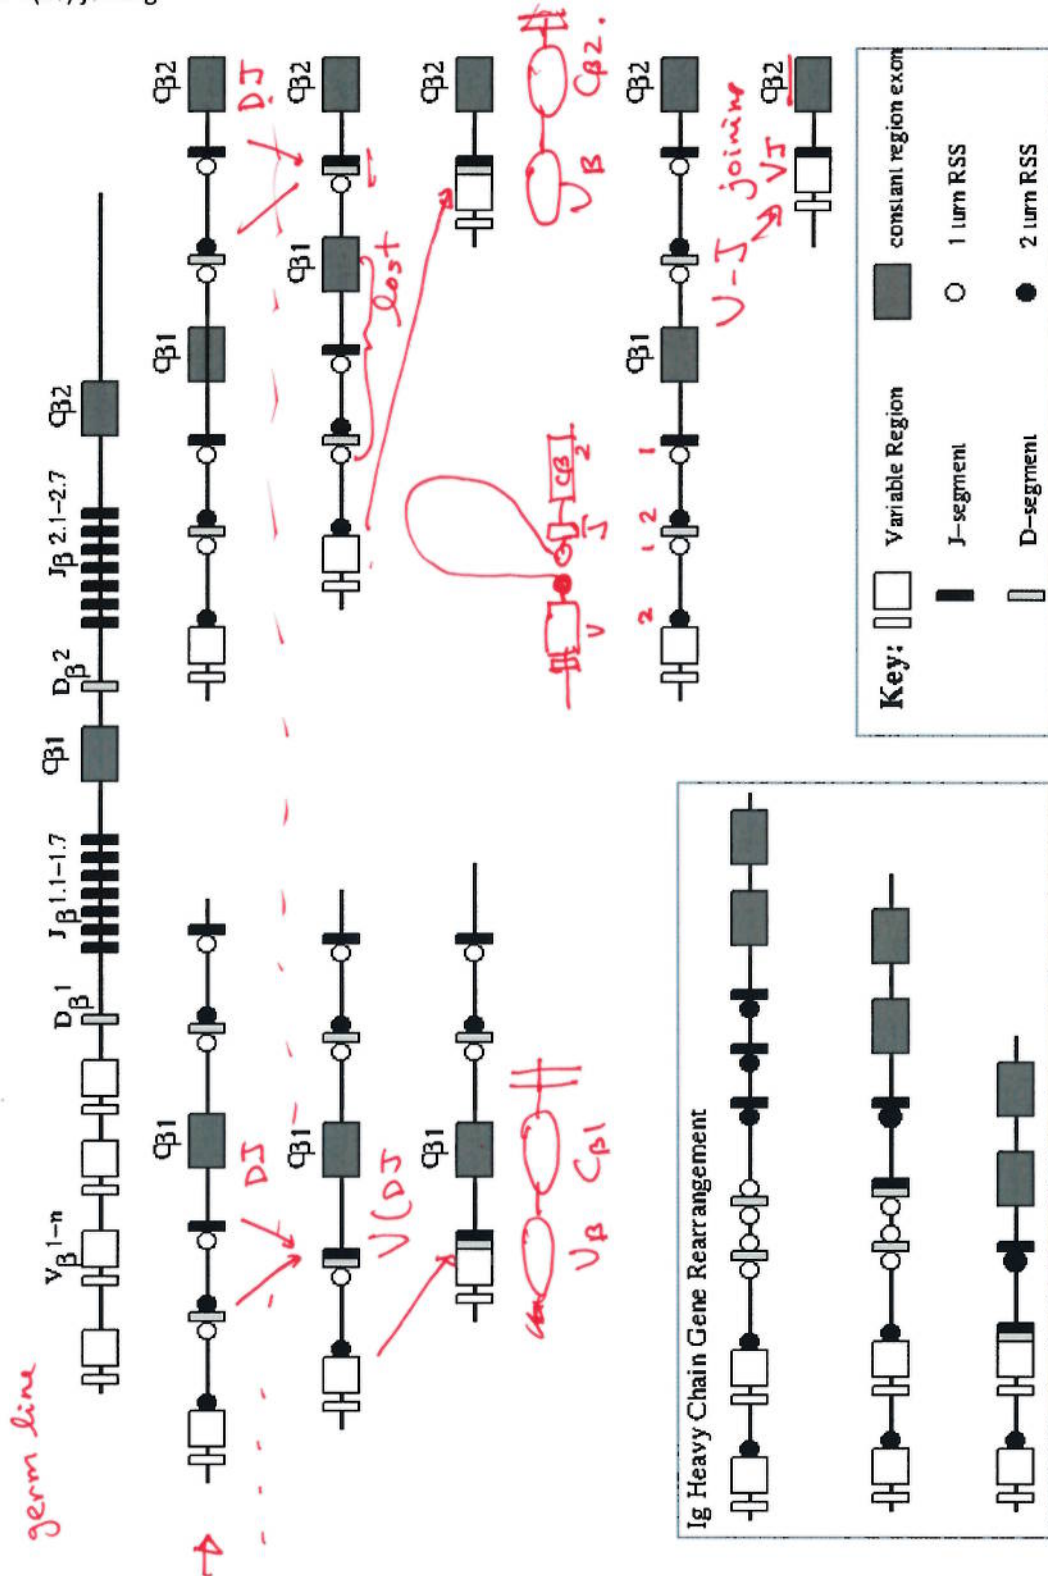 germ line
Vβ 1-n
Dβ 1
Jβ 1.1-1.7
Cβ1
Dβ 2
Jβ 2.1-2.7
Cβ2
Cβ1
DJ
Cβ1
V(DJ
Cβ1
Vβ
Cβ1
Cβ1
Cβ2
DJ
Cβ1
Cβ2
lost
Cβ2
Vβ
Cβ2.
V
J
Cβ
2
2
1
2
1
Cβ1
Cβ2
V-J joining
VJ
Cβ2
Ig Heavy Chain Gene Rearrangement
Key:
Variable Region
constant region exon
J-segment
1 turn RSS
D-segment
2 turn RSS